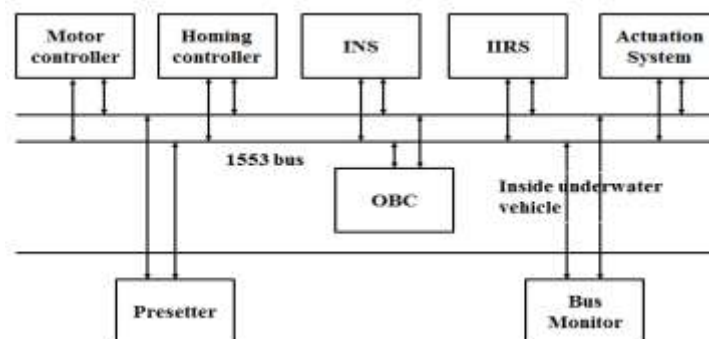 Motor
controller
Homing
controller
INS
IIRS
Actuation
System
1553 bus
OBC
Inside underwater
vehicle
Presetter
Bus
Monitor